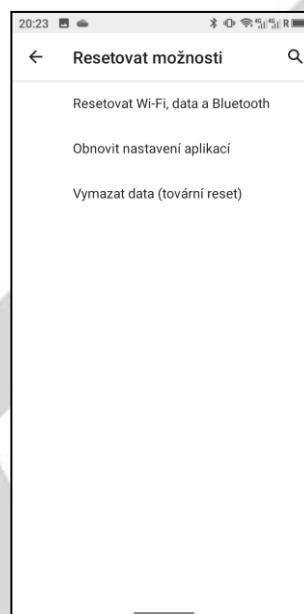 20:23 R
Resetovat možnosti
Resetovat Wi-Fi, data a Bluetooth
Obnovit nastavení aplikací
Vymazat data (tovární reset)